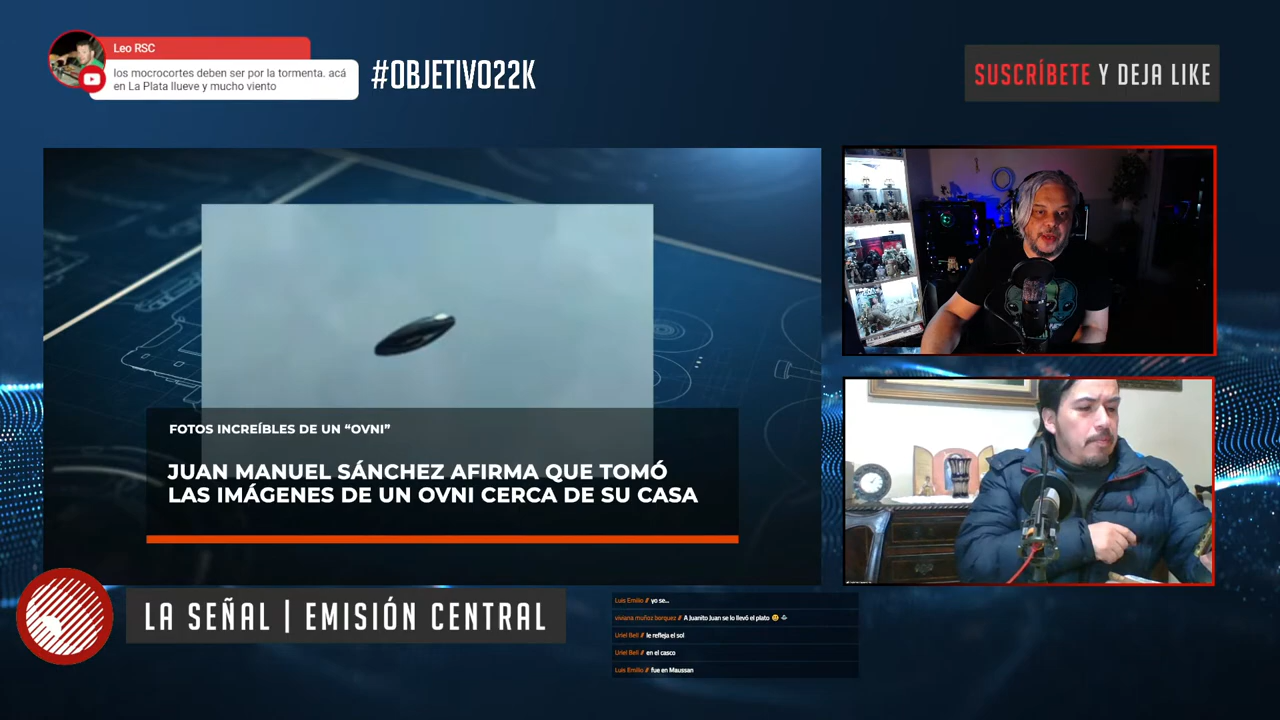 Leo RSC
los mocrocortes deben ser por la tormenta. acá
en La Plata llueve y mucho viento
#OBJETIVO22K
SUSCRÍBETE Y DEJA LIKE
FOTOS INCREÍBLES DE UN “OVNI”
JUAN MANUEL SÁNCHEZ AFIRMA QUE TOMÓ
LAS IMÁGENES DE UN OVNI CERCA DE SU CASA
LA SEÑAL | EMISIÓN CENTRAL
Luis Emilio // yo se...
viviana muñoz borquez // A Juanito Juan se lo llevó el plato
Uriel Bell // le refleja el sol
Uriel Bell // en el casco
Luis Emilio // fue en Maussan